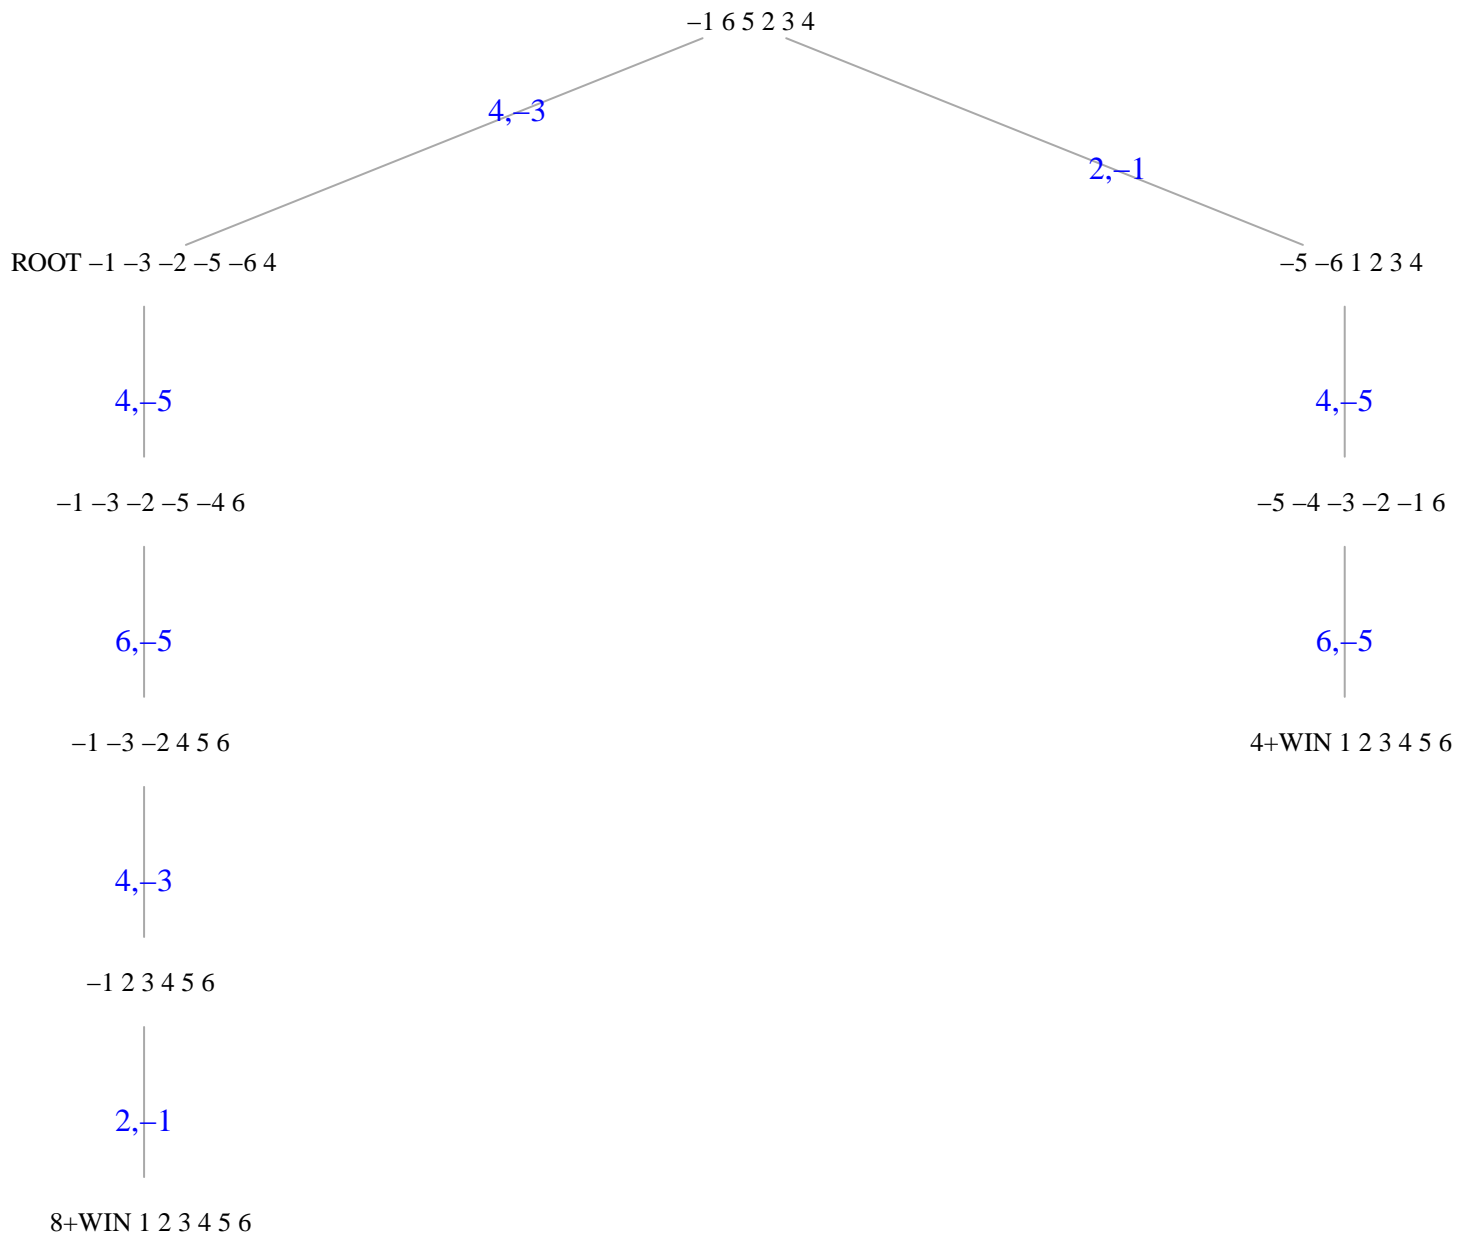 –1 6 5 2 3 4
4,–3
2,–1
ROOT –1 –3 –2 –5 –6 4
–5 –6 1 2 3 4
4,–5
4,–5
–1 –3 –2 –5 –4 6
–5 –4 –3 –2 –1 6
6,–5
6,–5
–1 –3 –2 4 5 6
4+WIN 1 2 3 4 5 6
4,–3
–1 2 3 4 5 6
2,–1
8+WIN 1 2 3 4 5 6